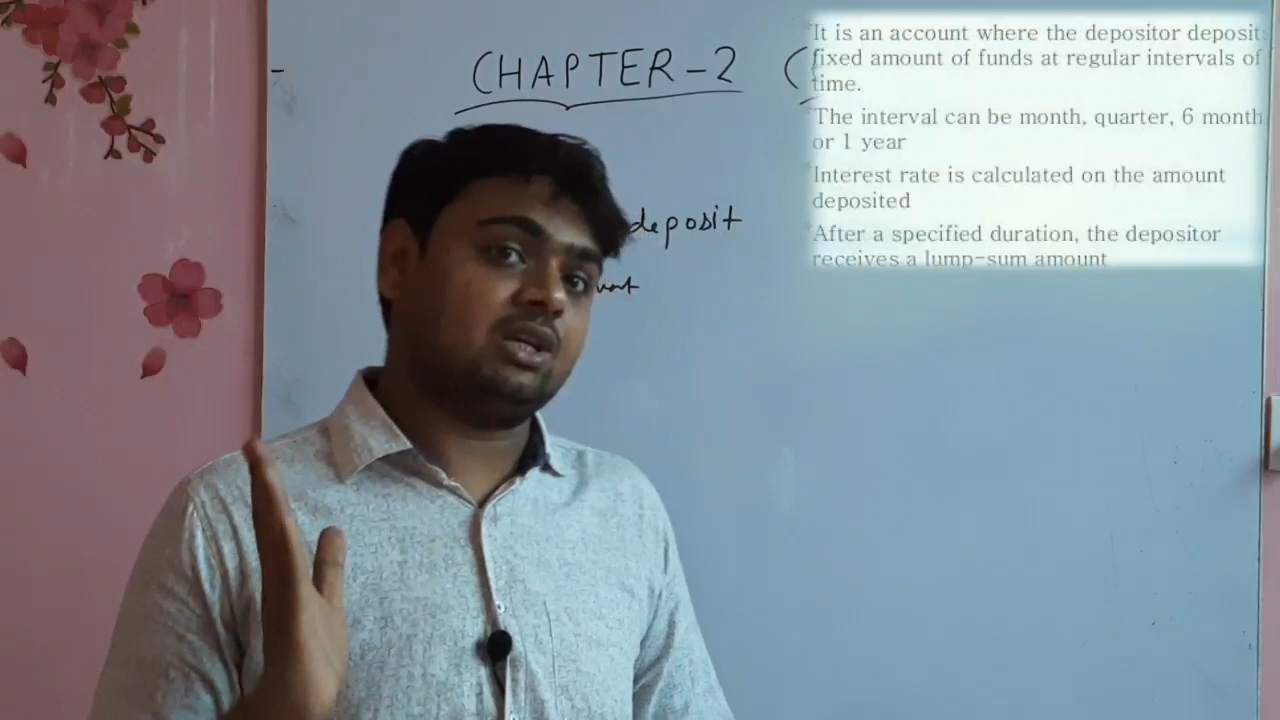 CHAPTER-2 (
deposit
It is an account where the depositor deposit
fixed amount of funds at regular intervals of
time.
The interval can be month, quarter, 6 month
or 1 year
Interest rate is calculated on the amount
deposited
After a specified duration, the depositor
receives a lump-sum amount